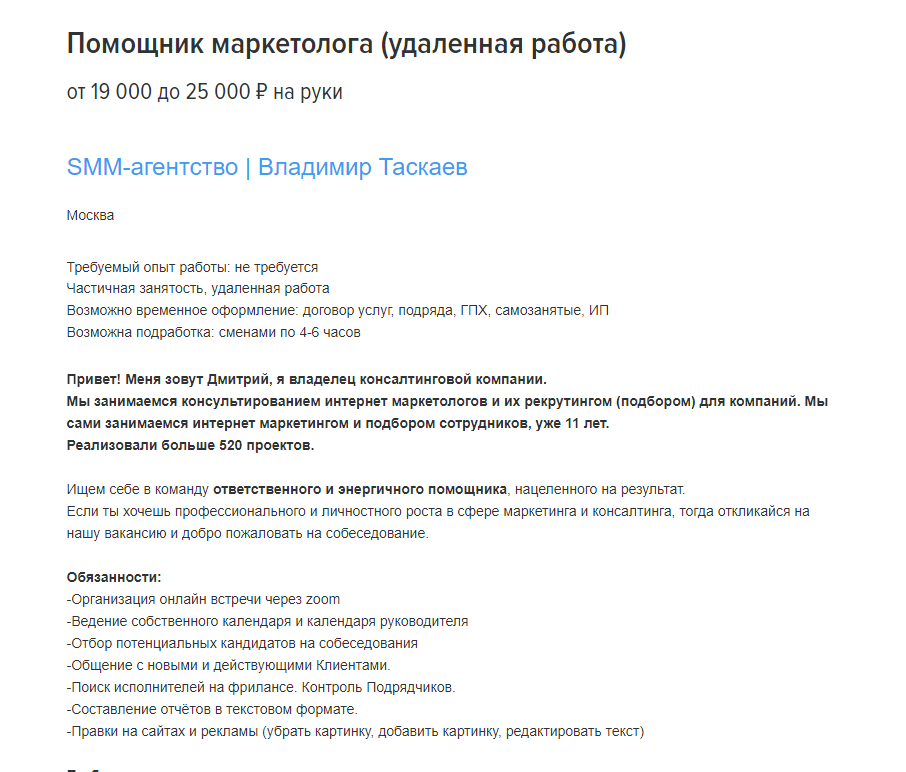 Помощник маркетолога (удаленная работа)
от 19 000 до 25 000 ₽ на руки
SMM-агентство | Владимир Таскаев
Москва
Требуемый опыт работы: не требуется
Частичная занятость, удаленная работа
Возможно временное оформление: договор услуг, подряда, ГПХ, самозанятые, ИП
Возможна подработка: сменами по 4-6 часов
Привет! Меня зовут Дмитрий, я владелец консалтинговой компании.
Мы занимаемся консультированием интернет маркетологов и их рекрутингом (подбором) для компаний. Мы
сами занимаемся интернет маркетингом и подбором сотрудников, уже 11 лет.
Реализовали больше 520 проектов.
Ищем себе в команду ответственного и энергичного помощника, нацеленного на результат.
Если ты хочешь профессионального и личностного роста в сфере маркетинга и консалтинга, тогда откликайся на
нашу вакансию и добро пожаловать на собеседование.
Обязанности:
-Организация онлайн встречи через zoom
-Ведение собственного календаря и календаря руководителя
-Отбор потенциальных кандидатов на собеседования
-Общение с новыми и действующими Клиентами.
-Поиск исполнителей на фрилансе. Контроль Подрядчиков.
-Составление отчётов в текстовом формате.
-Правки на сайтах и рекламы (убрать картинку, добавить картинку, редактировать текст)